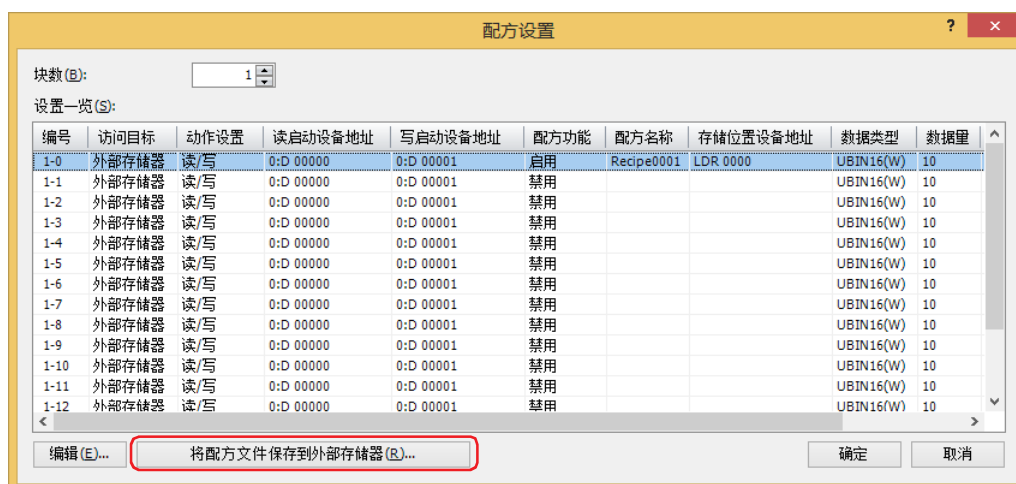 配方设置
?
×
块数(B):
1
设置一览(S):
编号 访问目标 动作设置 读启动设备地址 写启动设备地址 配方功能 配方名称 存储位置设备地址 数据类型 数据量
1-0 外部存储器 读/写 0:D 00000 0:D 00001 启用 Recipe0001 LDR 0000 UBIN16(W) 10
1-1 外部存储器 读/写 0:D 00000 0:D 00001 禁用 UBIN16(W) 10
1-2 外部存储器 读/写 0:D 00000 0:D 00001 禁用 UBIN16(W) 10
1-3 外部存储器 读/写 0:D 00000 0:D 00001 禁用 UBIN16(W) 10
1-4 外部存储器 读/写 0:D 00000 0:D 00001 禁用 UBIN16(W) 10
1-5 外部存储器 读/写 0:D 00000 0:D 00001 禁用 UBIN16(W) 10
1-6 外部存储器 读/写 0:D 00000 0:D 00001 禁用 UBIN16(W) 10
1-7 外部存储器 读/写 0:D 00000 0:D 00001 禁用 UBIN16(W) 10
1-8 外部存储器 读/写 0:D 00000 0:D 00001 禁用 UBIN16(W) 10
1-9 外部存储器 读/写 0:D 00000 0:D 00001 禁用 UBIN16(W) 10
1-10 外部存储器 读/写 0:D 00000 0:D 00001 禁用 UBIN16(W) 10
1-11 外部存储器 读/写 0:D 00000 0:D 00001 禁用 UBIN16(W) 10
1-12 外部存储器 读/写 0:D 00000 0:D 00001 禁用 UBIN16(W) 10
编辑(E)... 将配方文件保存到外部存储器(R)... 确定 取消